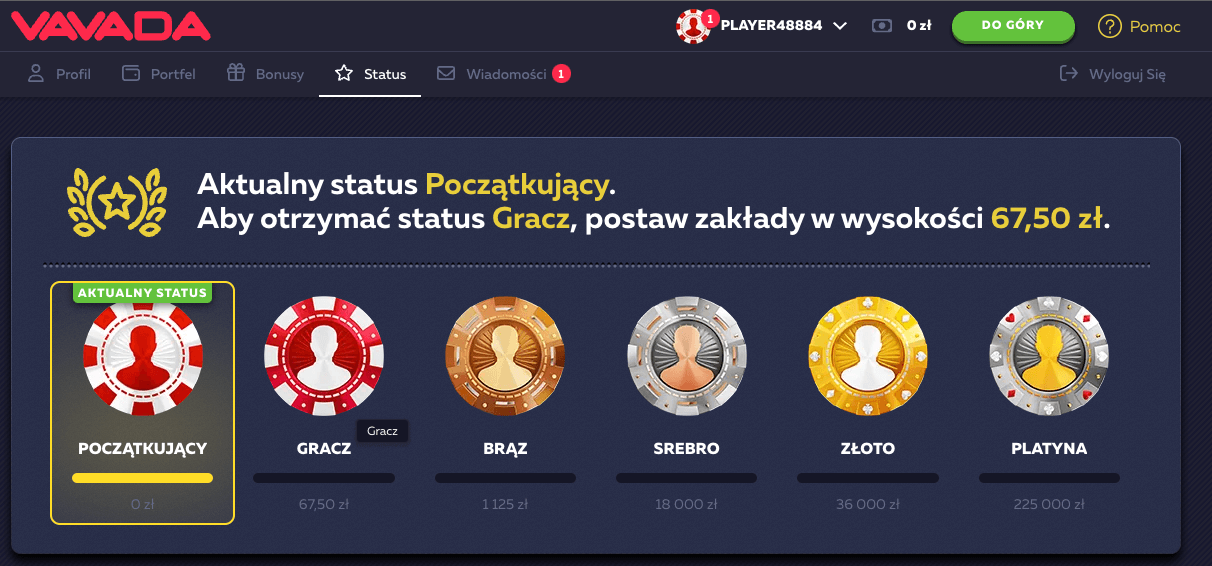 VAVADA
1
PLAYER48884
0 zł
DO GÓRY
? Pomoc
Profil
Portfel
Bonusy
Status
Wiadomości 1
Wyloguj Się
Aktualny status Początkujący.
Aby otrzymać status Gracz, postaw zakłady w wysokości 67,50 zł.
AKTUALNY STATUS
POCZĄTKUJĄCY
0 zł
GRACZ
Gracz
67,50 zł
BRĄZ
1 125 zł
SREBRO
18 000 zł
ZŁOTO
36 000 zł
PLATYNA
225 000 zł